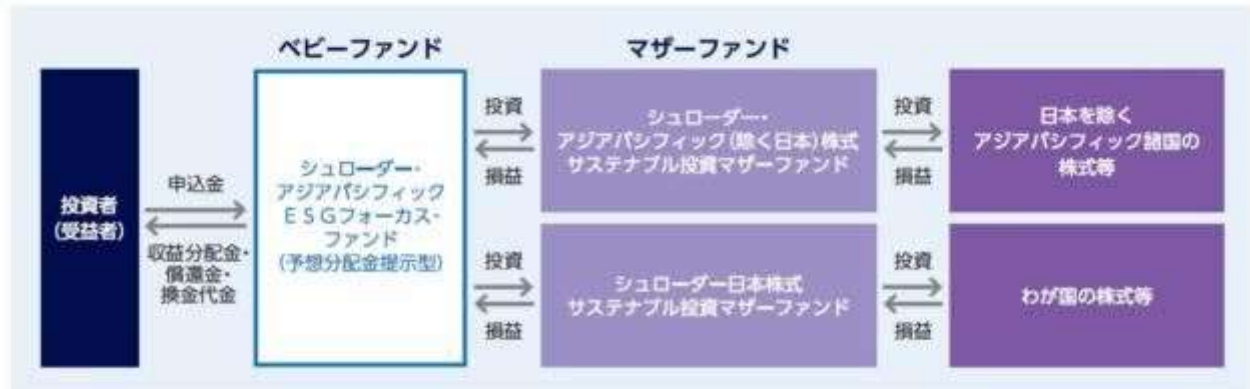 ベビーファンド
マザーファンド
投資者
(受益者)
申込金
収益分配金・
償還金・
換金代金
シュローダー・
アジアパシフィック
ESGフォーカス・
ファンド
(予想分配金提示型)
投資
損益
シュローダー・
アジアパシフィック(除く日本)株式
サステナブル投資マザーファンド
投資
損益
日本を除く
アジアパシフィック諸国の
株式等
投資
損益
シュローダー日本株式
サステナブル投資マザーファンド
投資
損益
わが国の株式等